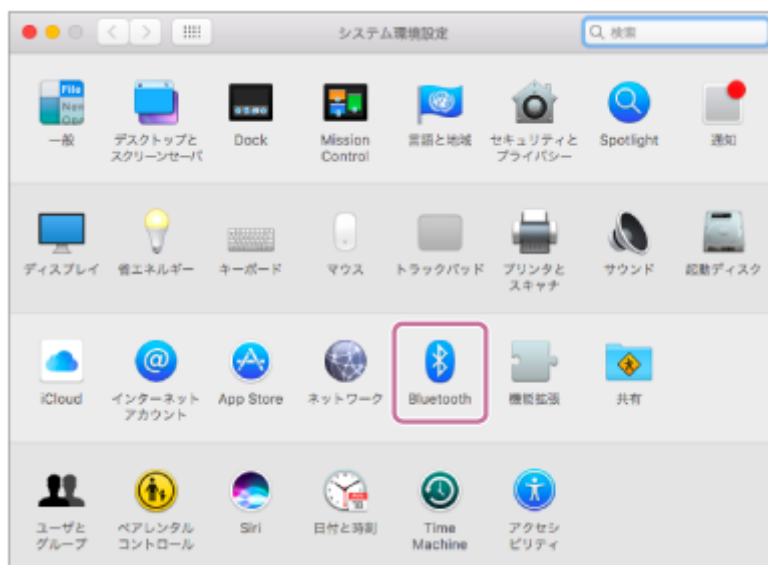 システム環境設定
検索
File
New
Ope
一般
デスクトップと
スクリーンセーバ
Dock
Mission
Control
言語と地域
セキュリティと
プライバシー
Spotlight
通知
ディスプレイ
省エネルギー
キーボード
マウス
トラックパッド
プリンタと
スキャナ
サウンド
起動ディスク
iCloud
インターネット
アカウント
App Store
ネットワーク
Bluetooth
機能拡張
共有
ユーザと
グループ
ペアレンタル
コントロール
Siri
日付と時刻
Time
Machine
アクセシ
ビリティ